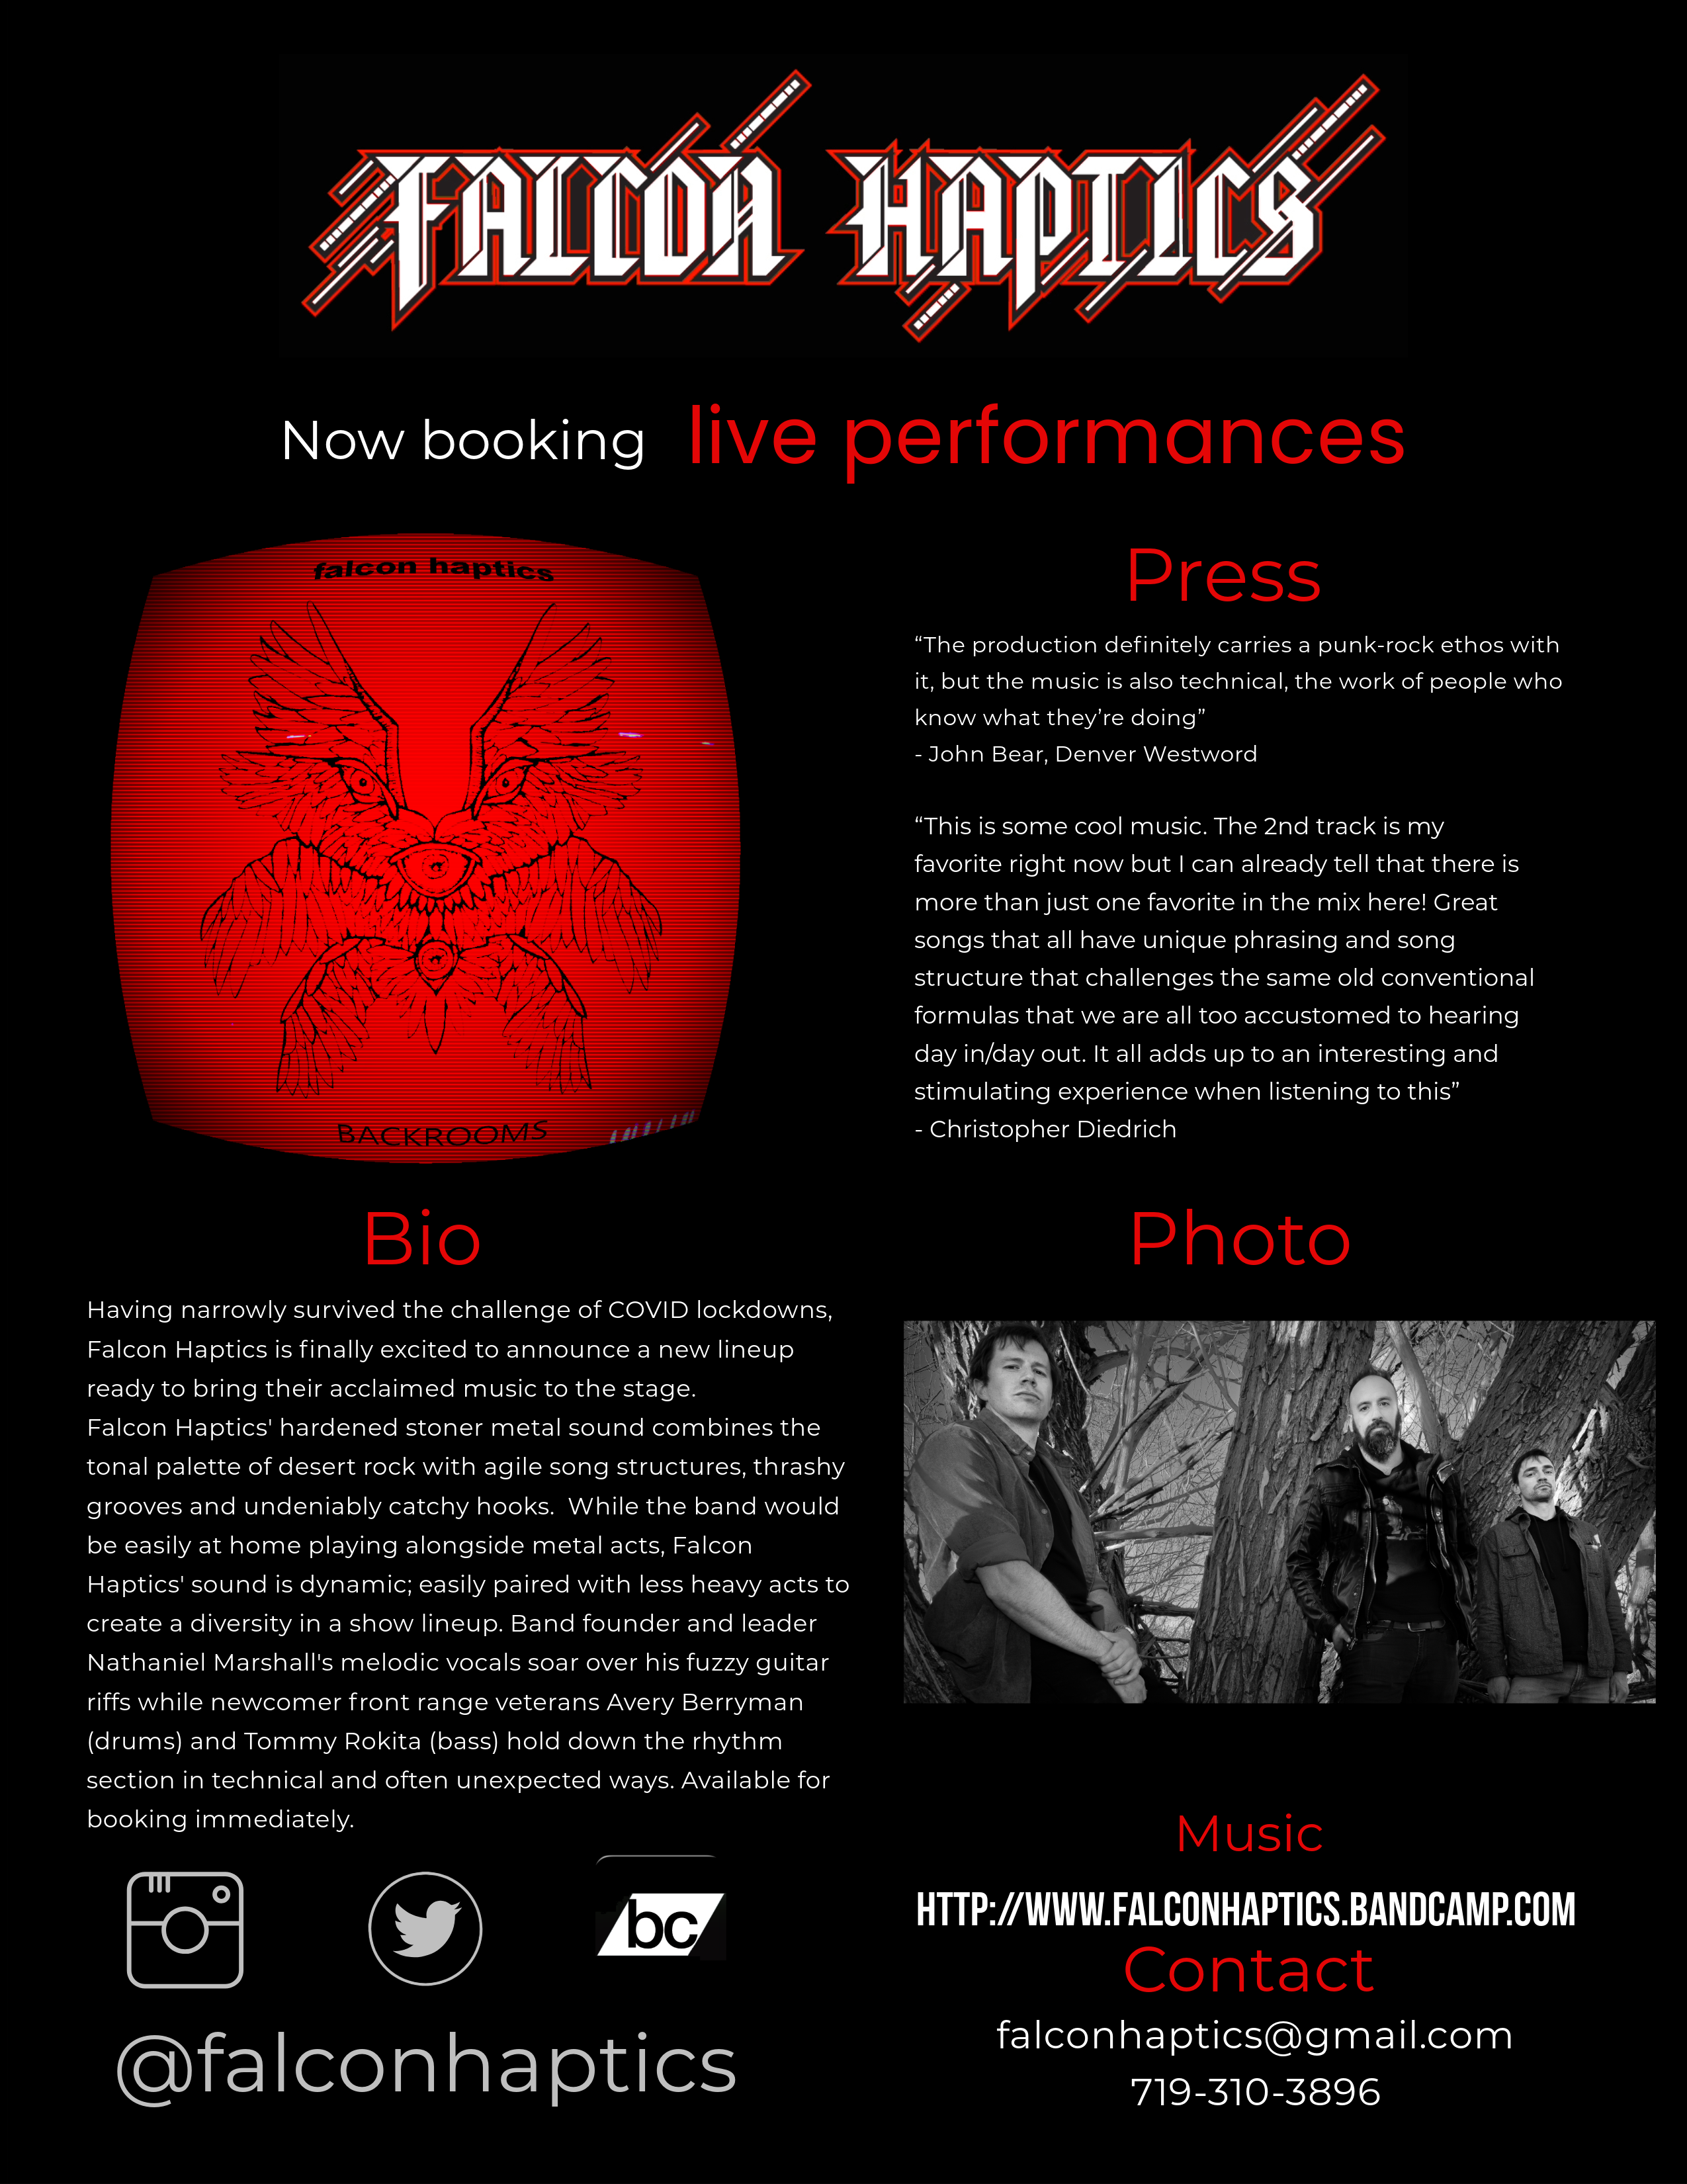 FALCON HAPTICS
Now booking live performances
falcon haptics
BACKROOMS
Press
“The production definitely carries a punk-rock ethos with
it, but the music is also technical, the work of people who
know what they’re doing”
- John Bear, Denver Westword
“This is some cool music. The 2nd track is my
favorite right now but I can already tell that there is
more than just one favorite in the mix here! Great
songs that all have unique phrasing and song
structure that challenges the same old conventional
formulas that we are all too accustomed to hearing
day in/day out. It all adds up to an interesting and
stimulating experience when listening to this”
- Christopher Diedrich
Bio
Having narrowly survived the challenge of COVID lockdowns,
Falcon Haptics is finally excited to announce a new lineup
ready to bring their acclaimed music to the stage.
Falcon Haptics' hardened stoner metal sound combines the
tonal palette of desert rock with agile song structures, thrashy
grooves and undeniably catchy hooks.  While the band would
be easily at home playing alongside metal acts, Falcon
Haptics' sound is dynamic; easily paired with less heavy acts to
create a diversity in a show lineup. Band founder and leader
Nathaniel Marshall's melodic vocals soar over his fuzzy guitar
riffs while newcomer front range veterans Avery Berryman
(drums) and Tommy Rokita (bass) hold down the rhythm
section in technical and often unexpected ways. Available for
booking immediately.
bc
@falconhaptics
Photo
Music
HTTP://WWW.FALCONHAPTICS.BANDCAMP.COM
Contact
falconhaptics@gmail.com
719-310-3896